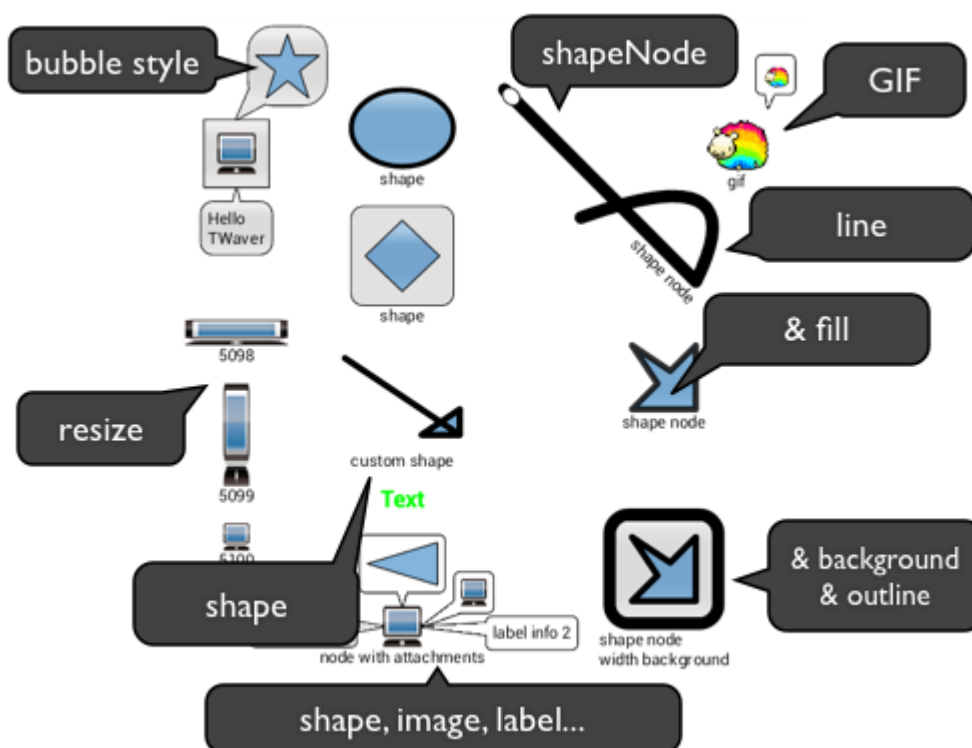 bubble style
shapeNode
GIF
gif
shape
Hello
TWaver
line
shape node
shape
& fill
5098
resize
shape node
custom shape
5099
Text
5100
& background
& outline
shape
label info 2
shape node
width background
node with attachments
shape, image, label...